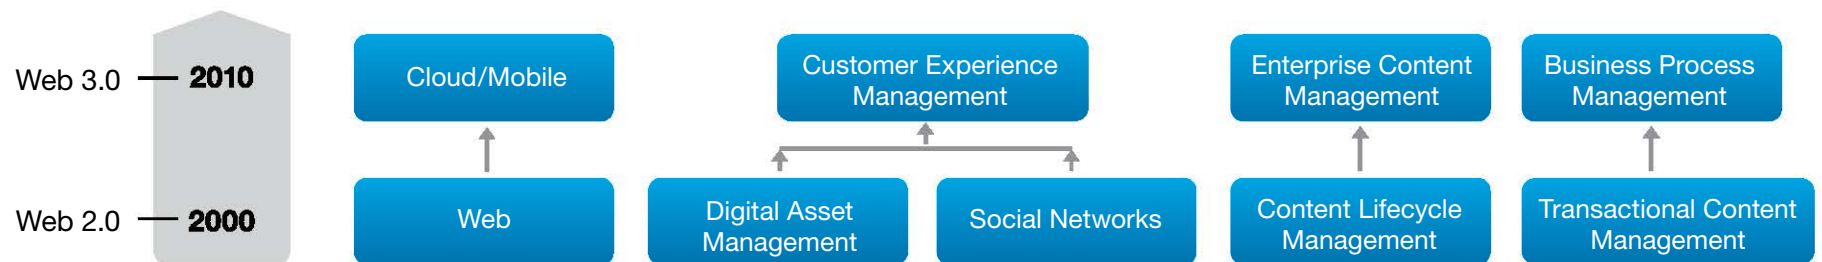 Web 3.0
2010
Cloud/Mobile
Customer Experience
Management
Enterprise Content
Management
Business Process
Management
Web 2.0
2000
Web
Digital Asset
Management
Social Networks
Content Lifecycle
Management
Transactional Content
Management